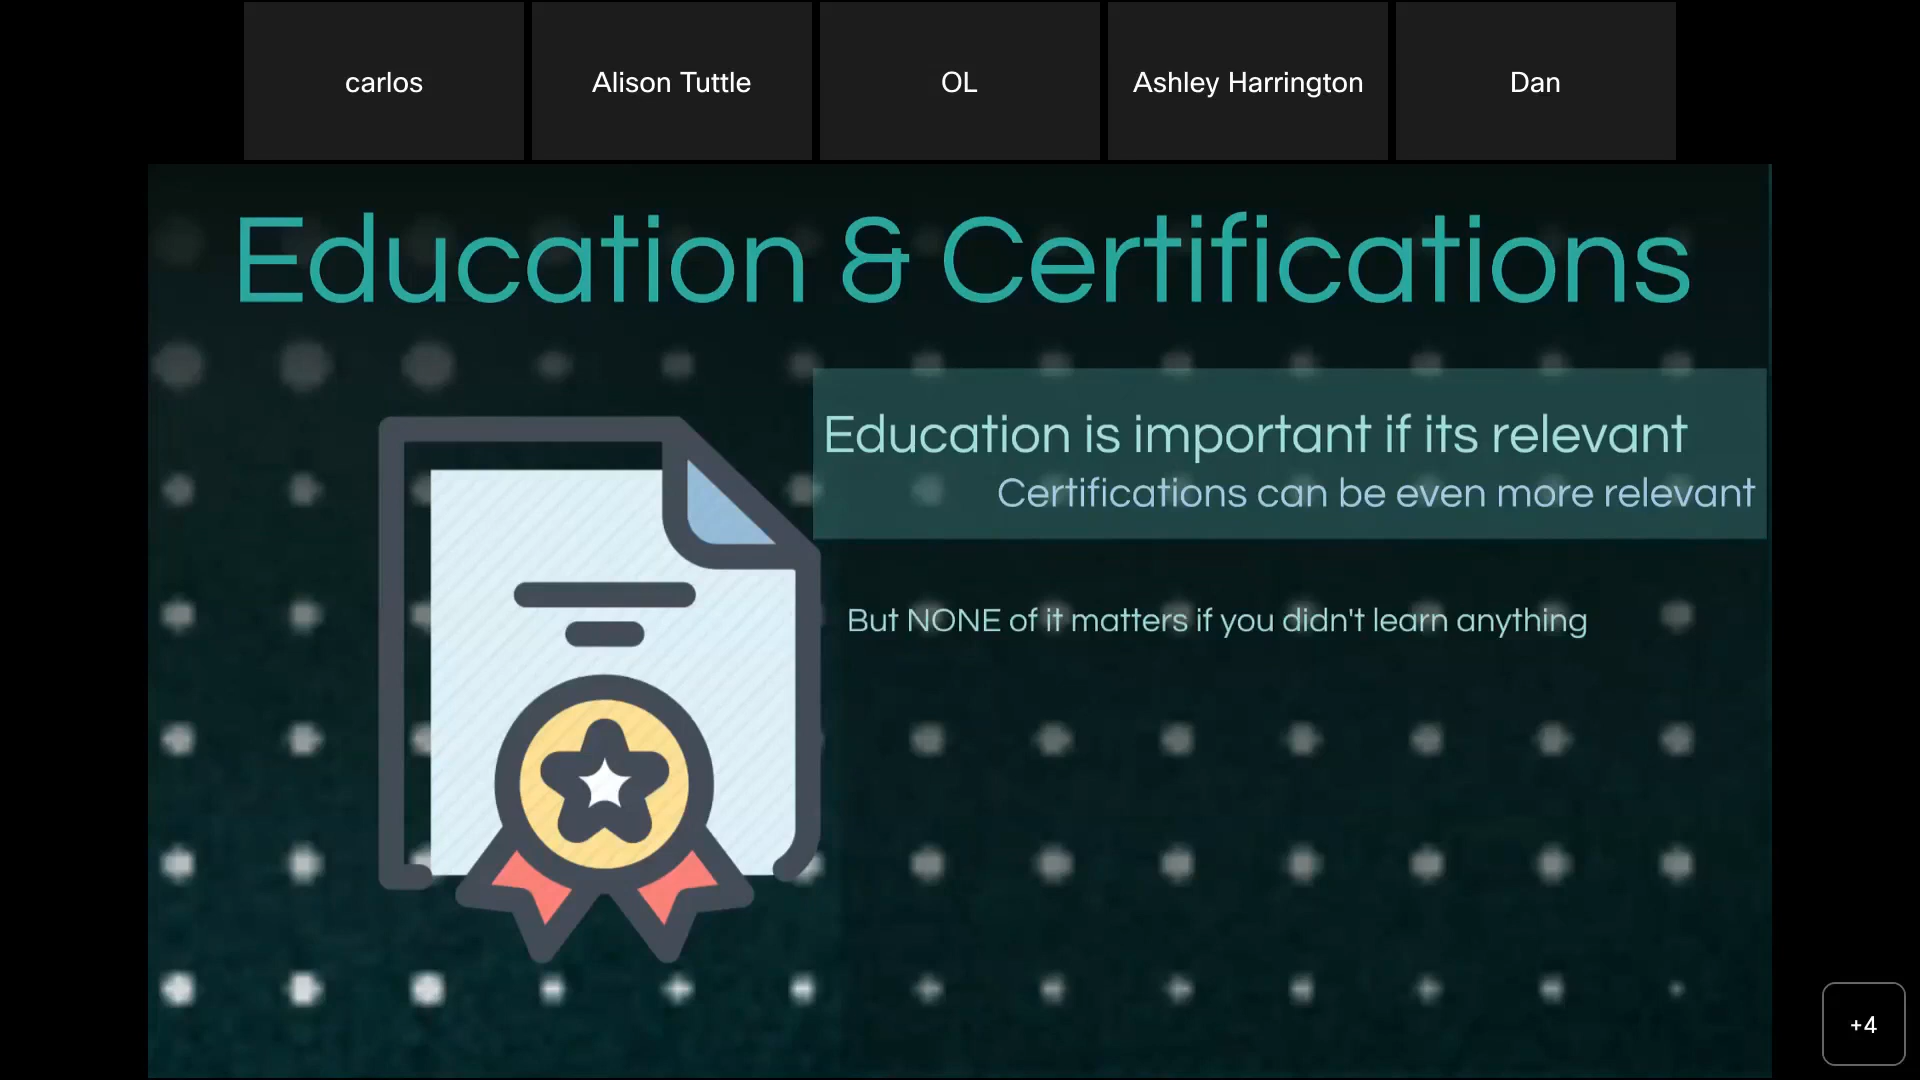 carlos
Alison Tuttle
OL
Ashley Harrington
Dan
Education & Certifications
Education is important if its relevant
Certifications can be even more relevant
But NONE of it matters if you didn't learn anything
+4